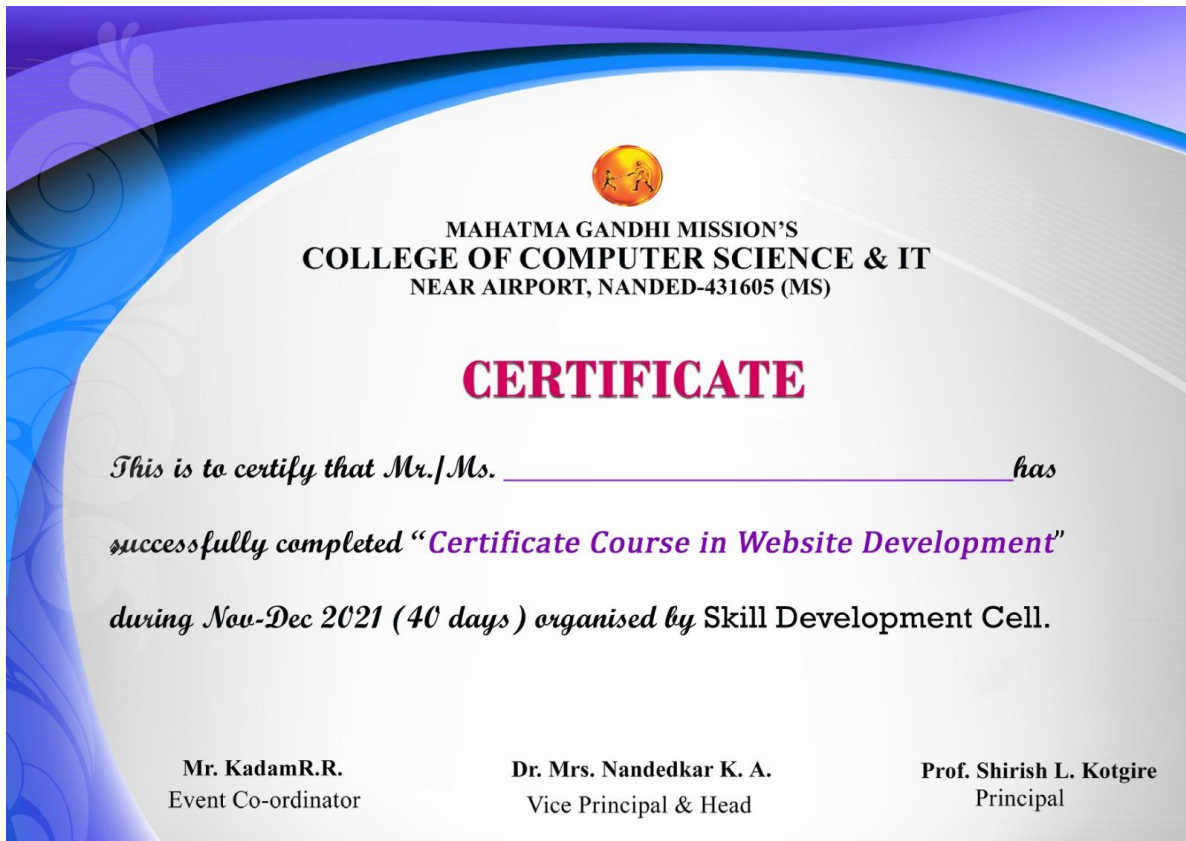 MAHATMA GANDHI MISSION'S
COLLEGE OF COMPUTER SCIENCE & IT
NEAR AIRPORT, NANDED-431605 (MS)
CERTIFICATE
This is to certify that Mr./Ms. ________________________________has
successfully completed “Certificate Course in Website Development”
during Nov-Dec 2021 (40 days) organised by Skill Development Cell.
Mr. KadamR.R. Dr. Mrs. Nandedkar K. A. Prof. Shirish L. Kotgire
Event Co-ordinator Vice Principal & Head Principal